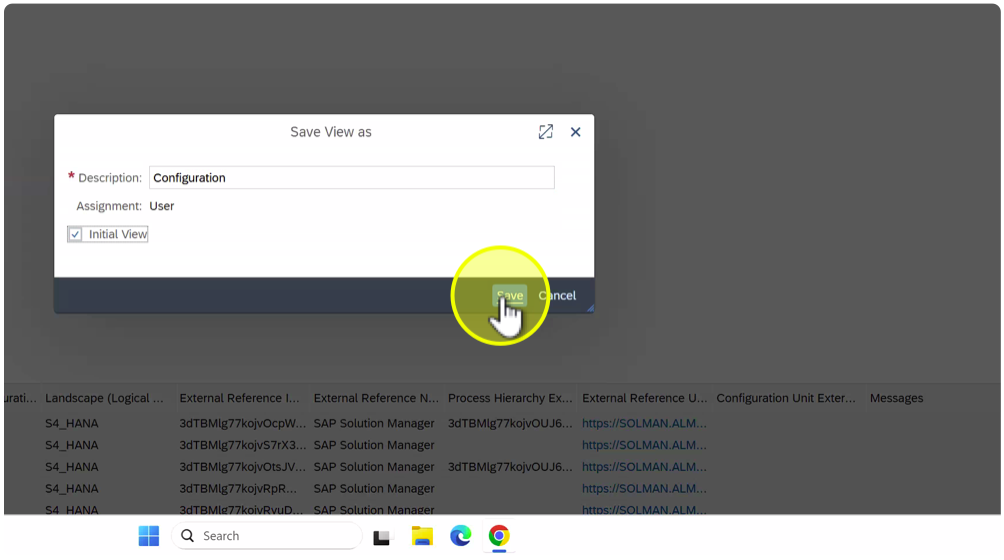 Save View as
* Description: Configuration
Assignment: User
Initial View
Save Cancel
urati... Landscape (Logical ... External Reference I... External Reference N... Process Hierarchy Ex... External Reference U... Configuration Unit Exter... Messages
S4_HANA 3dTBMlg77kojvOcpW... SAP Solution Manager 3dTBMlg77kojvOUJ6... https://SOLMAN.ALM...
S4_HANA 3dTBMlg77kojvS7rX3... SAP Solution Manager https://SOLMAN.ALM...
S4_HANA 3dTBMlg77kojvOtsJV... SAP Solution Manager 3dTBMlg77kojvOUJ6... https://SOLMAN.ALM...
S4_HANA 3dTBMlg77kojvRpR... SAP Solution Manager https://SOLMAN.ALM...
S4_HANA 3dTBMlg77kojvRvuD... SAP Solution Manager https://SOLMAN.ALM...
Search